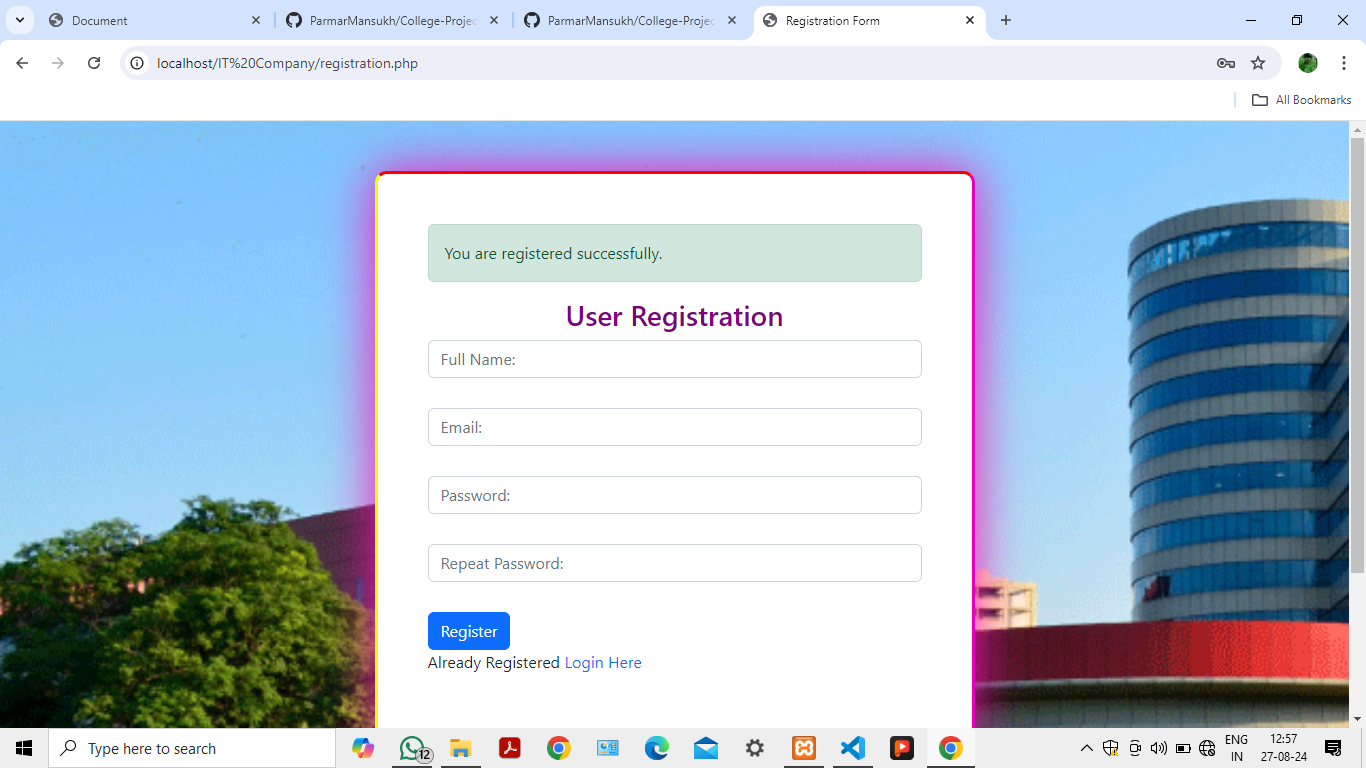 Document
ParmarMansukh/College-Projec
ParmarMansukh/College-Projec
Registration Form
localhost/IT%20Company/registration.php
All Bookmarks
You are registered successfully.
User Registration
Full Name:
Email:
Password:
Repeat Password:
Register
Already Registered Login Here
Type here to search
12
ENG
IN
12:57
27-08-24